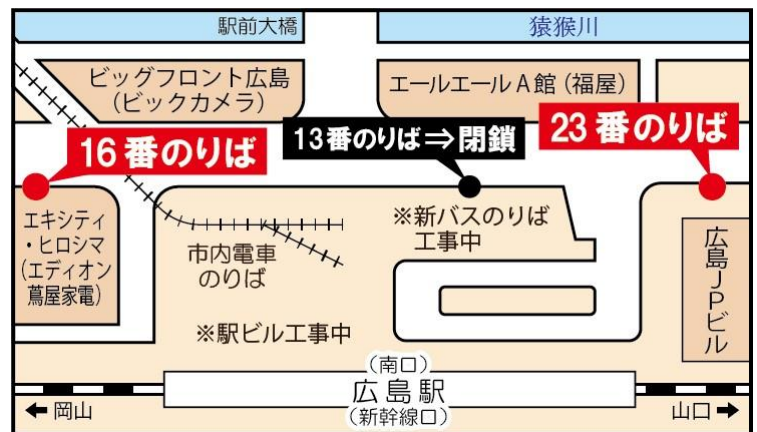 駅前大橋
猿猴川
ビッグフロント広島
(ビックカメラ)
エールエールA館(福屋)
16番のりば
13番のりば⇒閉鎖
23番のりば
エキシティ
・ヒロシマ
(エディオン
蔦屋家電)
市内電車
のりば
※新バスのりば
工事中
広島JPビル
※駅ビル工事中
(南口)
広島駅
(新幹線口)
←岡山
山口→